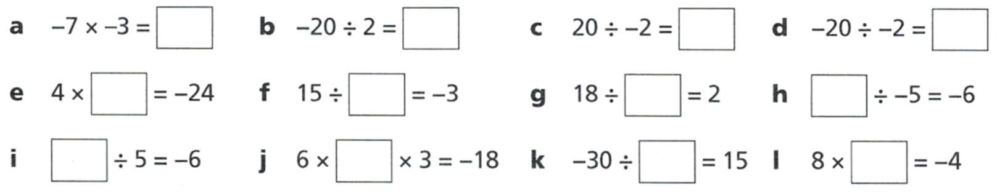 a –7 × –3 = □ b –20 ÷ 2 = □ c 20 ÷ –2 = □ d –20 ÷ –2 = □
e 4 × □ = –24 f 15 ÷ □ = –3 g 18 ÷ □ = 2 h □ ÷ –5 = –6
i □ ÷ 5 = –6 j 6 × □ × 3 = –18 k –30 ÷ □ = 15 l 8 × □ = –4